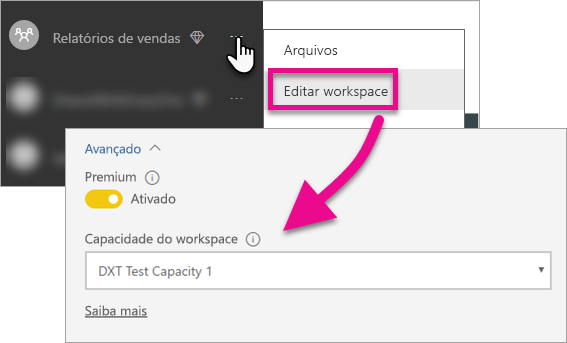 Relatórios de vendas
Arquivos
Editar workspace
Avançado
Premium
Ativado
Capacidade do workspace
DXT Test Capacity 1
Saiba mais